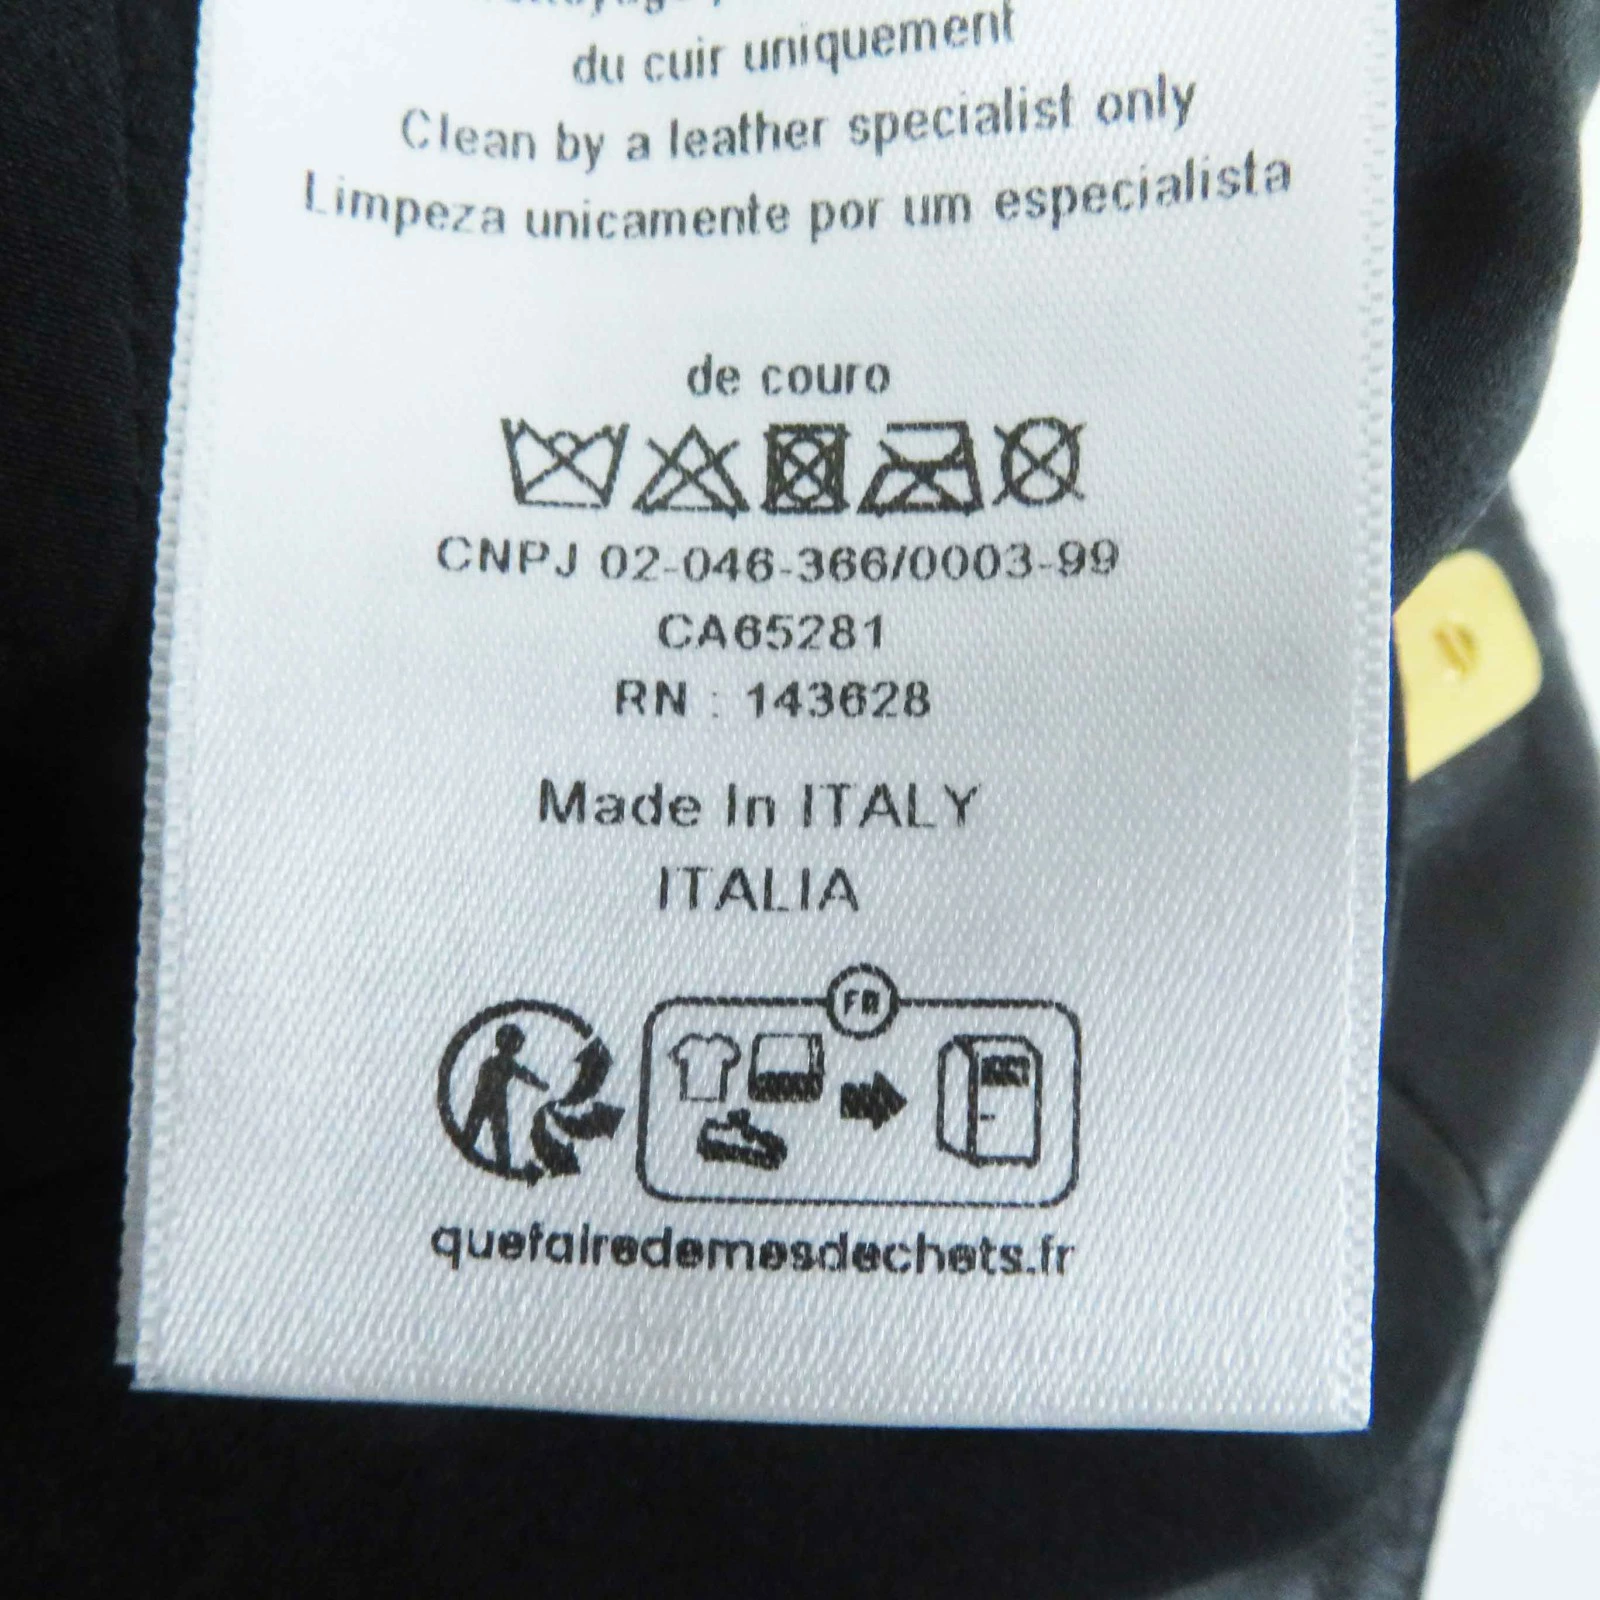 du cuir uniquement
Clean by a leather specialist only
Limpeza unicamente por um especialista
de couro
CNPJ 02-046-366/0003-99
CA65281
RN : 143628
Made In ITALY
ITALIA
FR
quefairedemesdechets.fr